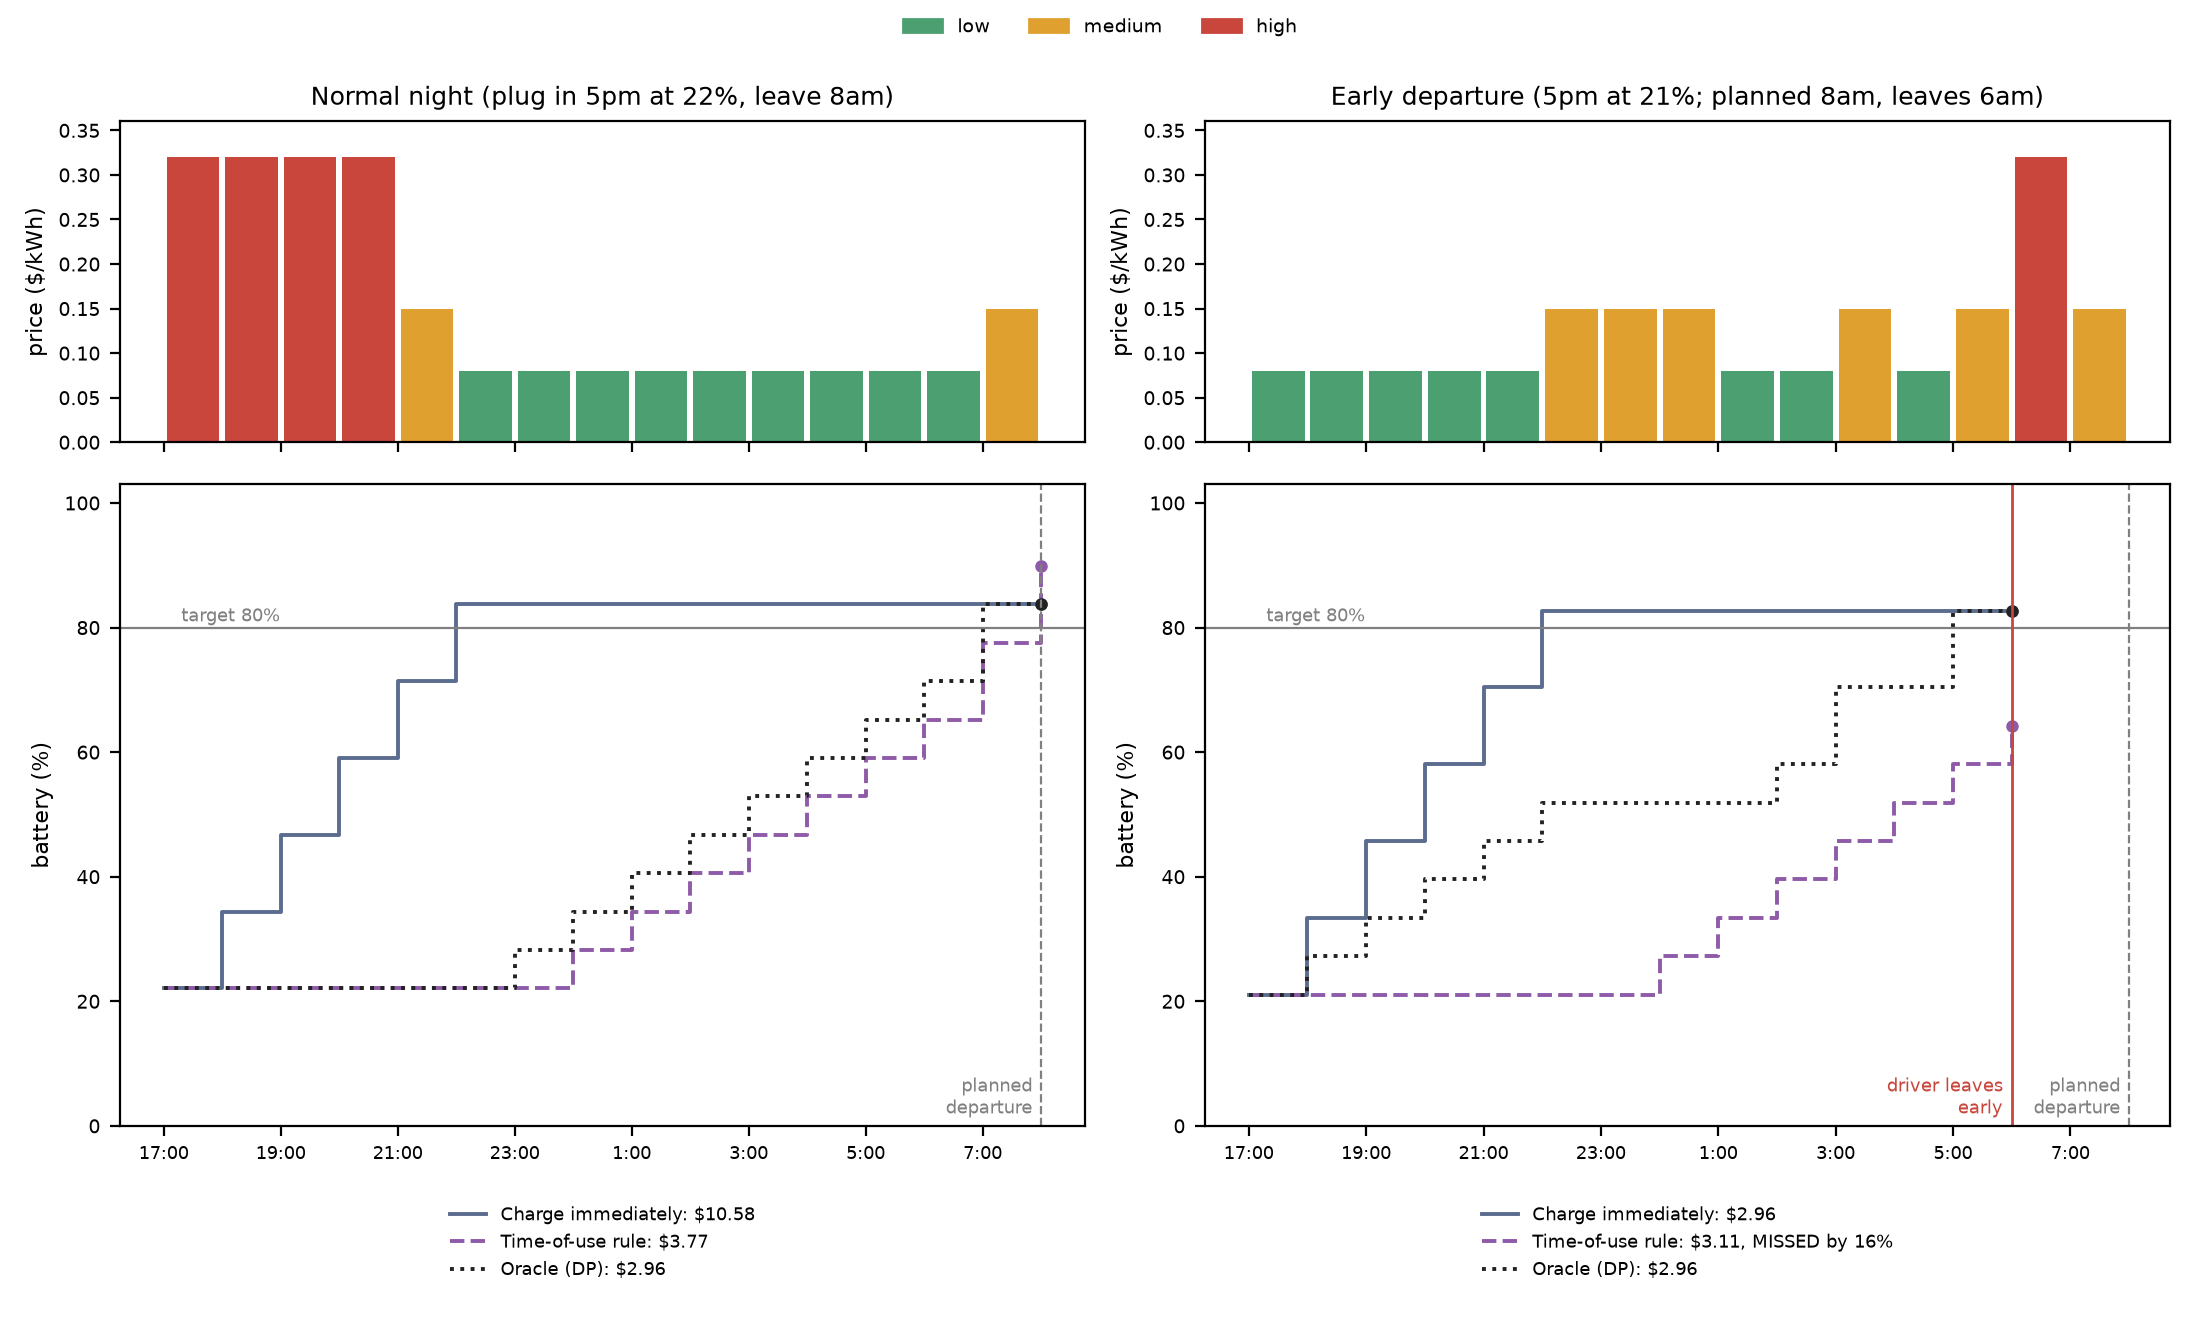 low medium high
Normal night (plug in 5pm at 22%, leave 8am)
price ($/kWh)
0.35
0.30
0.25
0.20
0.15
0.10
0.05
0.00
battery (%)
100
80
60
40
20
0
target 80%
planned
departure
17:00 19:00 21:00 23:00 1:00 3:00 5:00 7:00
Charge immediately: $10.58
Time-of-use rule: $3.77
Oracle (DP): $2.96
Early departure (5pm at 21%; planned 8am, leaves 6am)
price ($/kWh)
0.35
0.30
0.25
0.20
0.15
0.10
0.05
0.00
battery (%)
100
80
60
40
20
0
target 80%
driver leaves
early
planned
departure
17:00 19:00 21:00 23:00 1:00 3:00 5:00 7:00
Charge immediately: $2.96
Time-of-use rule: $3.11, MISSED by 16%
Oracle (DP): $2.96